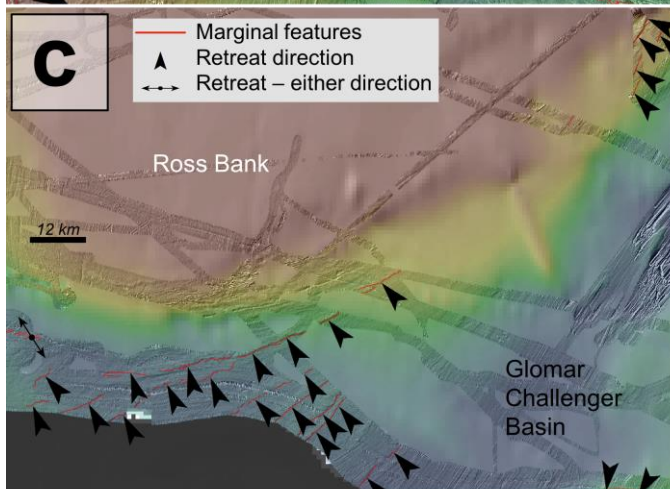 C
Marginal features
Retreat direction
Retreat – either direction
Ross Bank
12 km
Glomar
Challenger
Basin